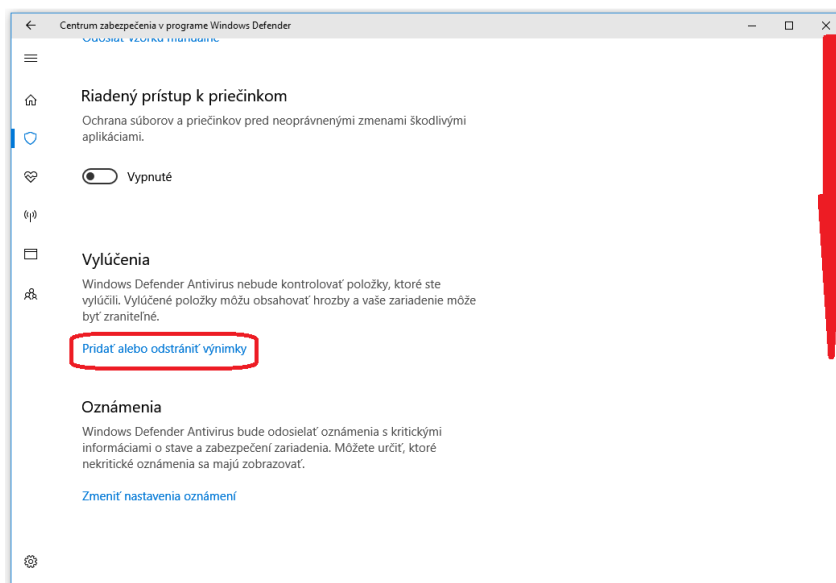 Centrum zabezpečenia v programe Windows Defender
Odoslať vzorku manuálne
Riadený prístup k priečinkom
Ochrana súborov a priečinkov pred neoprávnenými zmenami škodlivými
aplikáciami.
Vypnuté
Vylúčenia
Windows Defender Antivirus nebude kontrolovať položky, ktoré ste
vylúčili. Vylúčené položky môžu obsahovať hrozby a vaše zariadenie môže
byť zraniteľné.
Pridať alebo odstrániť výnimky
Oznámenia
Windows Defender Antivirus bude odosielať oznámenia s kritickými
informáciami o stave a zabezpečení zariadenia. Môžete určiť, ktoré
nekritické oznámenia sa majú zobrazovať.
Zmeniť nastavenia oznámení